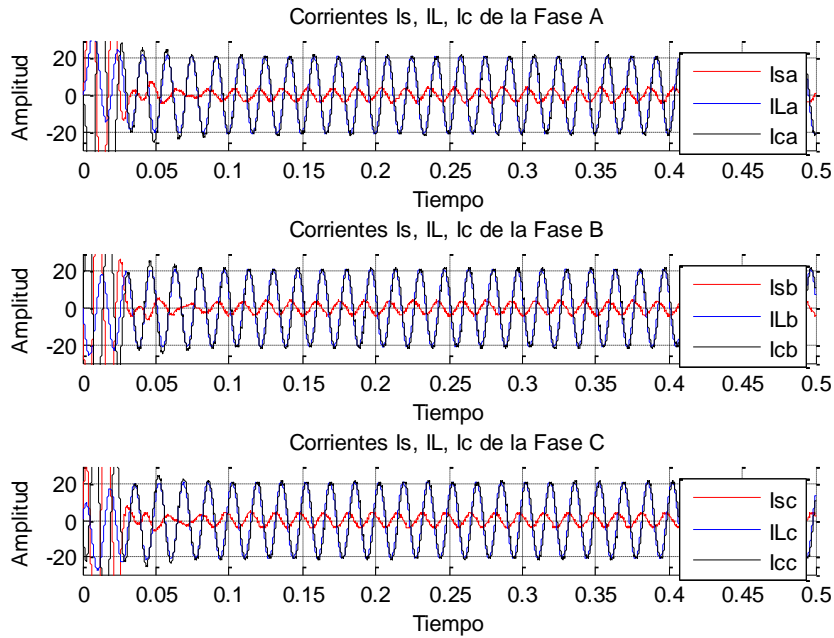 Corrientes Is, IL, Ic de la Fase A
Amplitud
20
0
-20
Isa
ILa
Ica
0 0.05 0.1 0.15 0.2 0.25 0.3 0.35 0.4 0.45 0.5
Tiempo
Corrientes Is, IL, Ic de la Fase B
Amplitud
20
0
-20
Isb
ILb
Icb
0 0.05 0.1 0.15 0.2 0.25 0.3 0.35 0.4 0.45 0.5
Tiempo
Corrientes Is, IL, Ic de la Fase C
Amplitud
20
0
-20
Isc
ILc
Icc
0 0.05 0.1 0.15 0.2 0.25 0.3 0.35 0.4 0.45 0.5
Tiempo